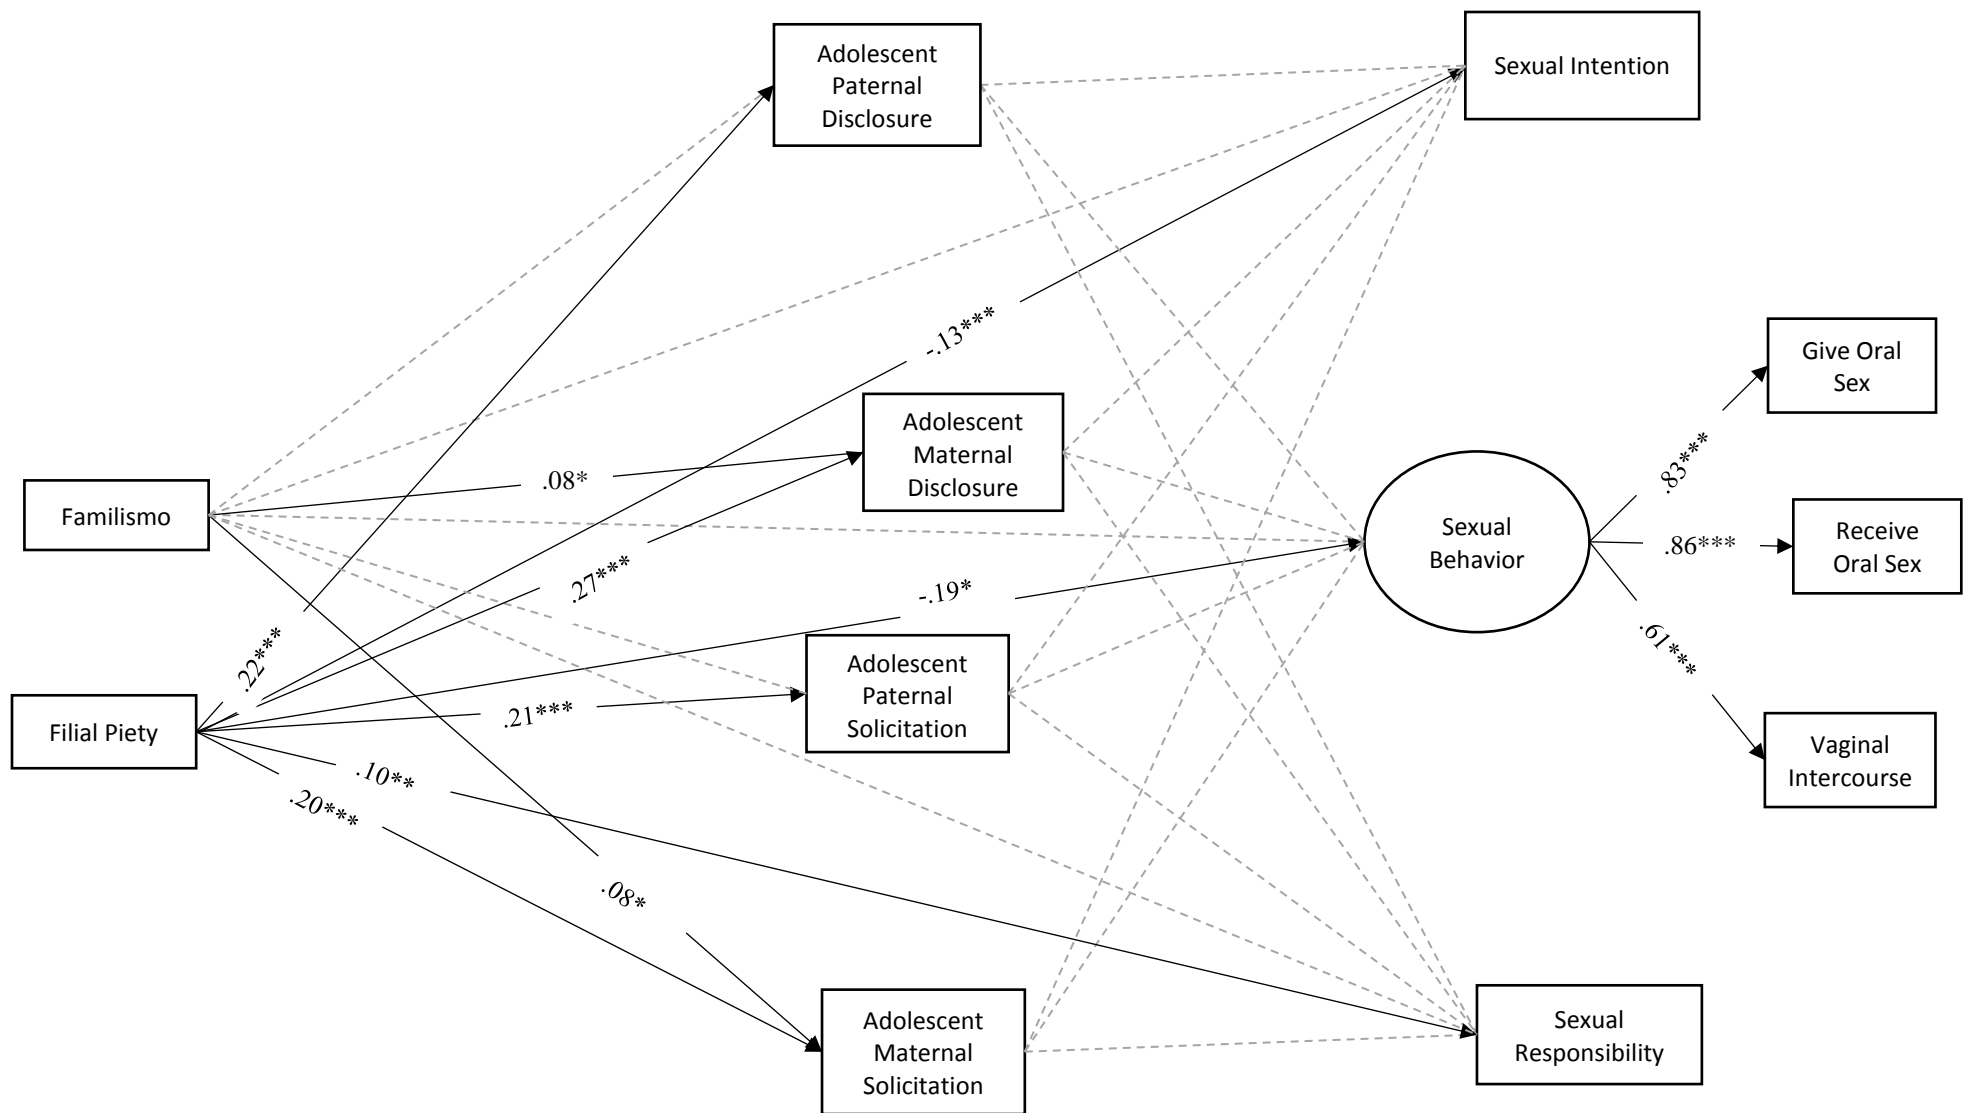 Adolescent
Paternal
Disclosure
Sexual Intention
-.13***
Adolescent
Maternal
Disclosure
.08*
Familismo
.27***
-.19*
Sexual
Behavior
Give Oral
Sex
.83***
.86***
Receive
Oral Sex
.61***
.22***
Adolescent
Paternal
Solicitation
.21***
Filial Piety
.10**
.20***
Vaginal
Intercourse
.08*
Adolescent
Maternal
Solicitation
Sexual
Responsibility